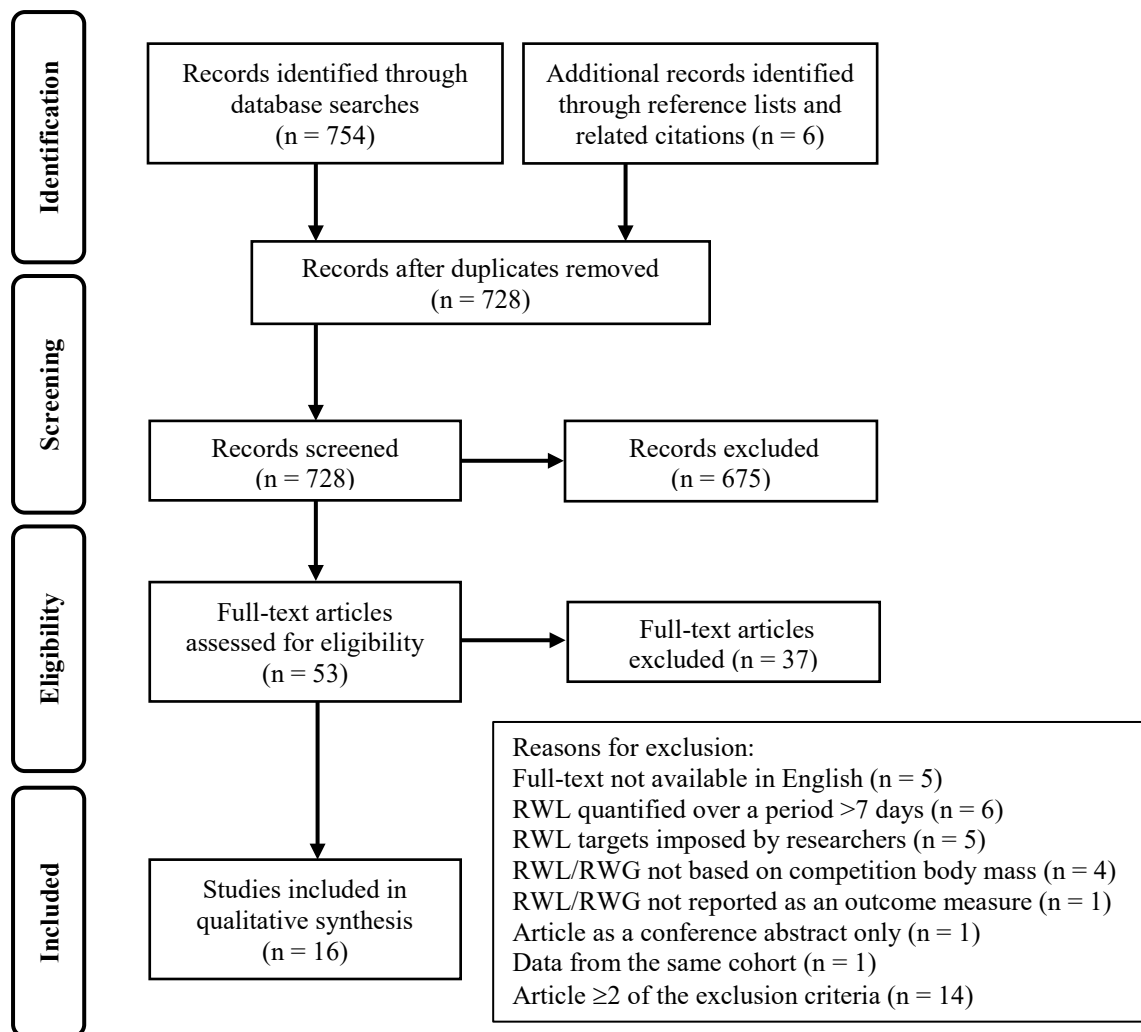 Identification
Records identified through
database searches
(n = 754)
Additional records identified
through reference lists and
related citations (n = 6)
Records after duplicates removed
(n = 728)
Screening
Records screened
(n = 728)
Records excluded
(n = 675)
Eligibility
Full-text articles
assessed for eligibility
(n = 53)
Full-text articles
excluded (n = 37)
Reasons for exclusion:
Full-text not available in English (n = 5)
RWL quantified over a period >7 days (n = 6)
RWL targets imposed by researchers (n = 5)
RWL/RWG not based on competition body mass (n = 4)
RWL/RWG not reported as an outcome measure (n = 1)
Article as a conference abstract only (n = 1)
Data from the same cohort (n = 1)
Article ≥2 of the exclusion criteria (n = 14)
Included
Studies included in
qualitative synthesis
(n = 16)